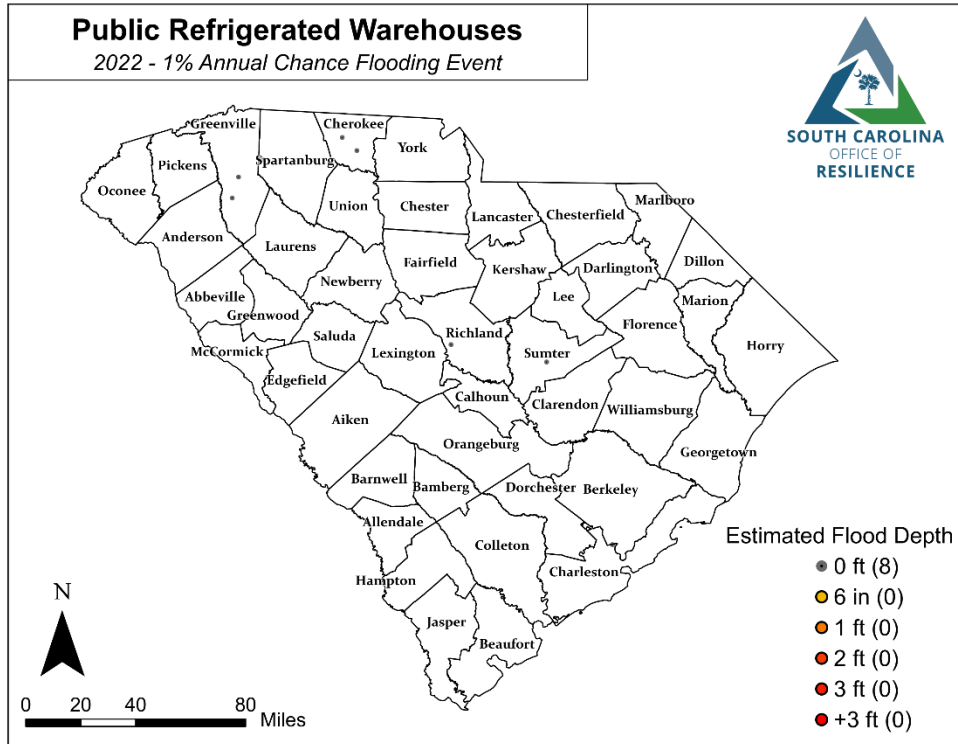 Public Refrigerated Warehouses
2022 - 1% Annual Chance Flooding Event
SOUTH CAROLINA
OFFICE OF
RESILIENCE
Greenville
Cherokee
York
Pickens
Spartanburg
Oconee
Union
Chester
Lancaster
Chesterfield
Marlboro
Anderson
Laurens
Fairfield
Kershaw
Darlington
Dillon
Newberry
Abbeville
Greenwood
Lee
Marion
Saluda
Richland
Florence
McCormick
Lexington
Sumter
Horry
Edgefield
Calhoun
Clarendon
Williamsburg
Aiken
Orangeburg
Georgetown
Barnwell
Bamberg
Dorchester
Berkeley
Allendale
Colleton
Charleston
Hampton
Jasper
Beaufort
Estimated Flood Depth
0 ft (8)
6 in (0)
1 ft (0)
2 ft (0)
3 ft (0)
+3 ft (0)
N
0 20 40 80
Miles